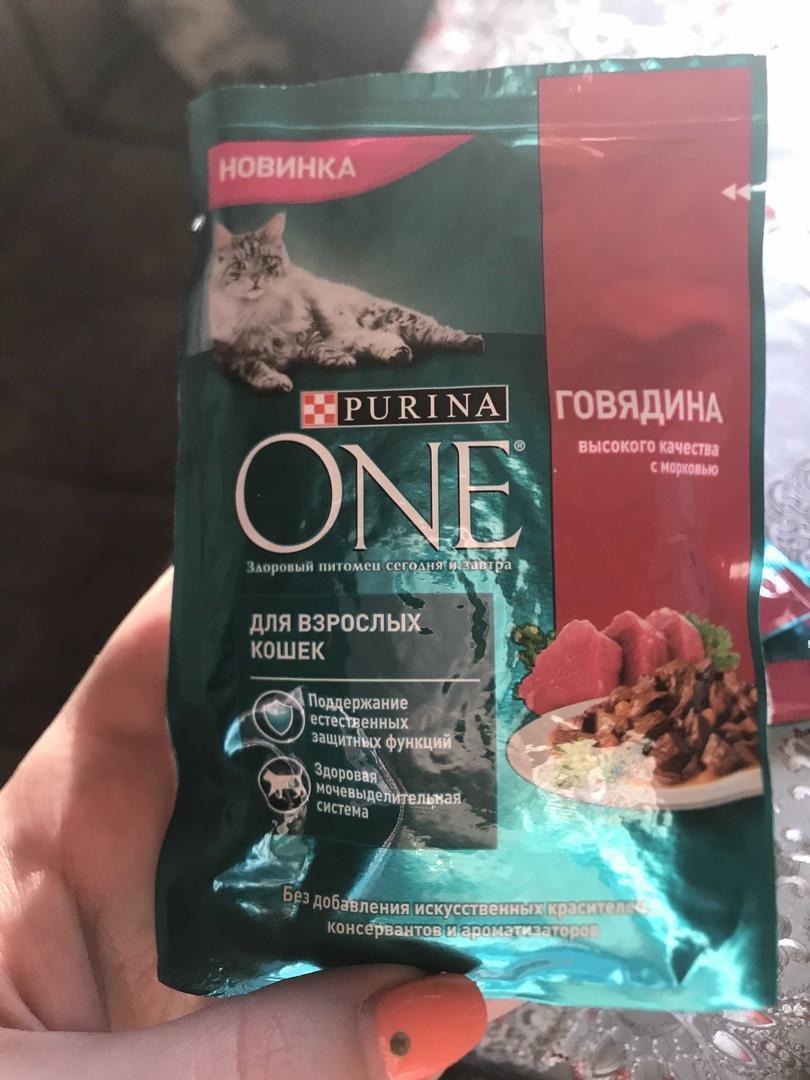 НОВИНКА
PURINA
ONE®
Здоровый питомец сегодня и завтра
ГОВЯДИНА
ВЫСОКОГО КАЧЕСТВА
С МОРКОВЬЮ
ДЛЯ ВЗРОСЛЫХ
КОШЕК
Поддержание
естественных
защитных функций
Здоровая
мочевыделительная
система
Без добавления искусственных красителей,
консервантов и ароматизаторов